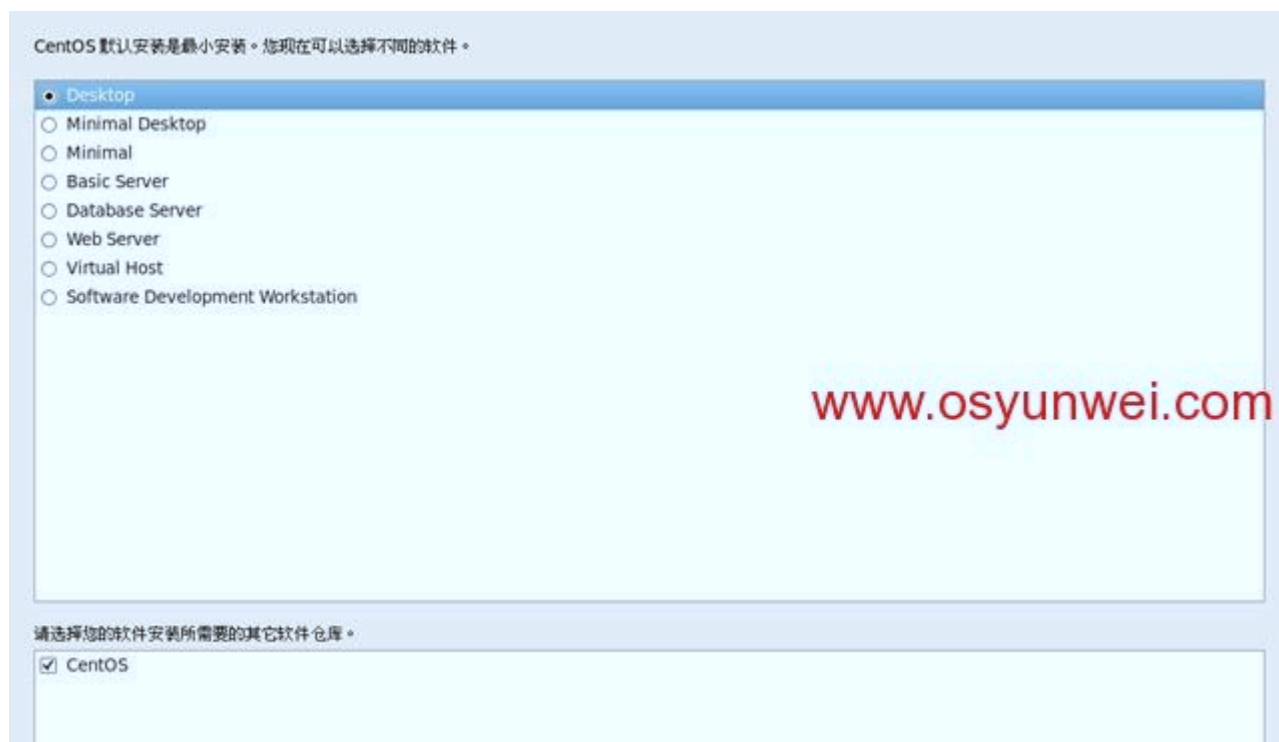 CentOS 默认安装是最小安装。您现在可以选择不同的软件。
Desktop
Minimal Desktop
Minimal
Basic Server
Database Server
Web Server
Virtual Host
Software Development Workstation
www.osyunwei.com
请选择您的软件安装所需要的其它软件仓库。
CentOS